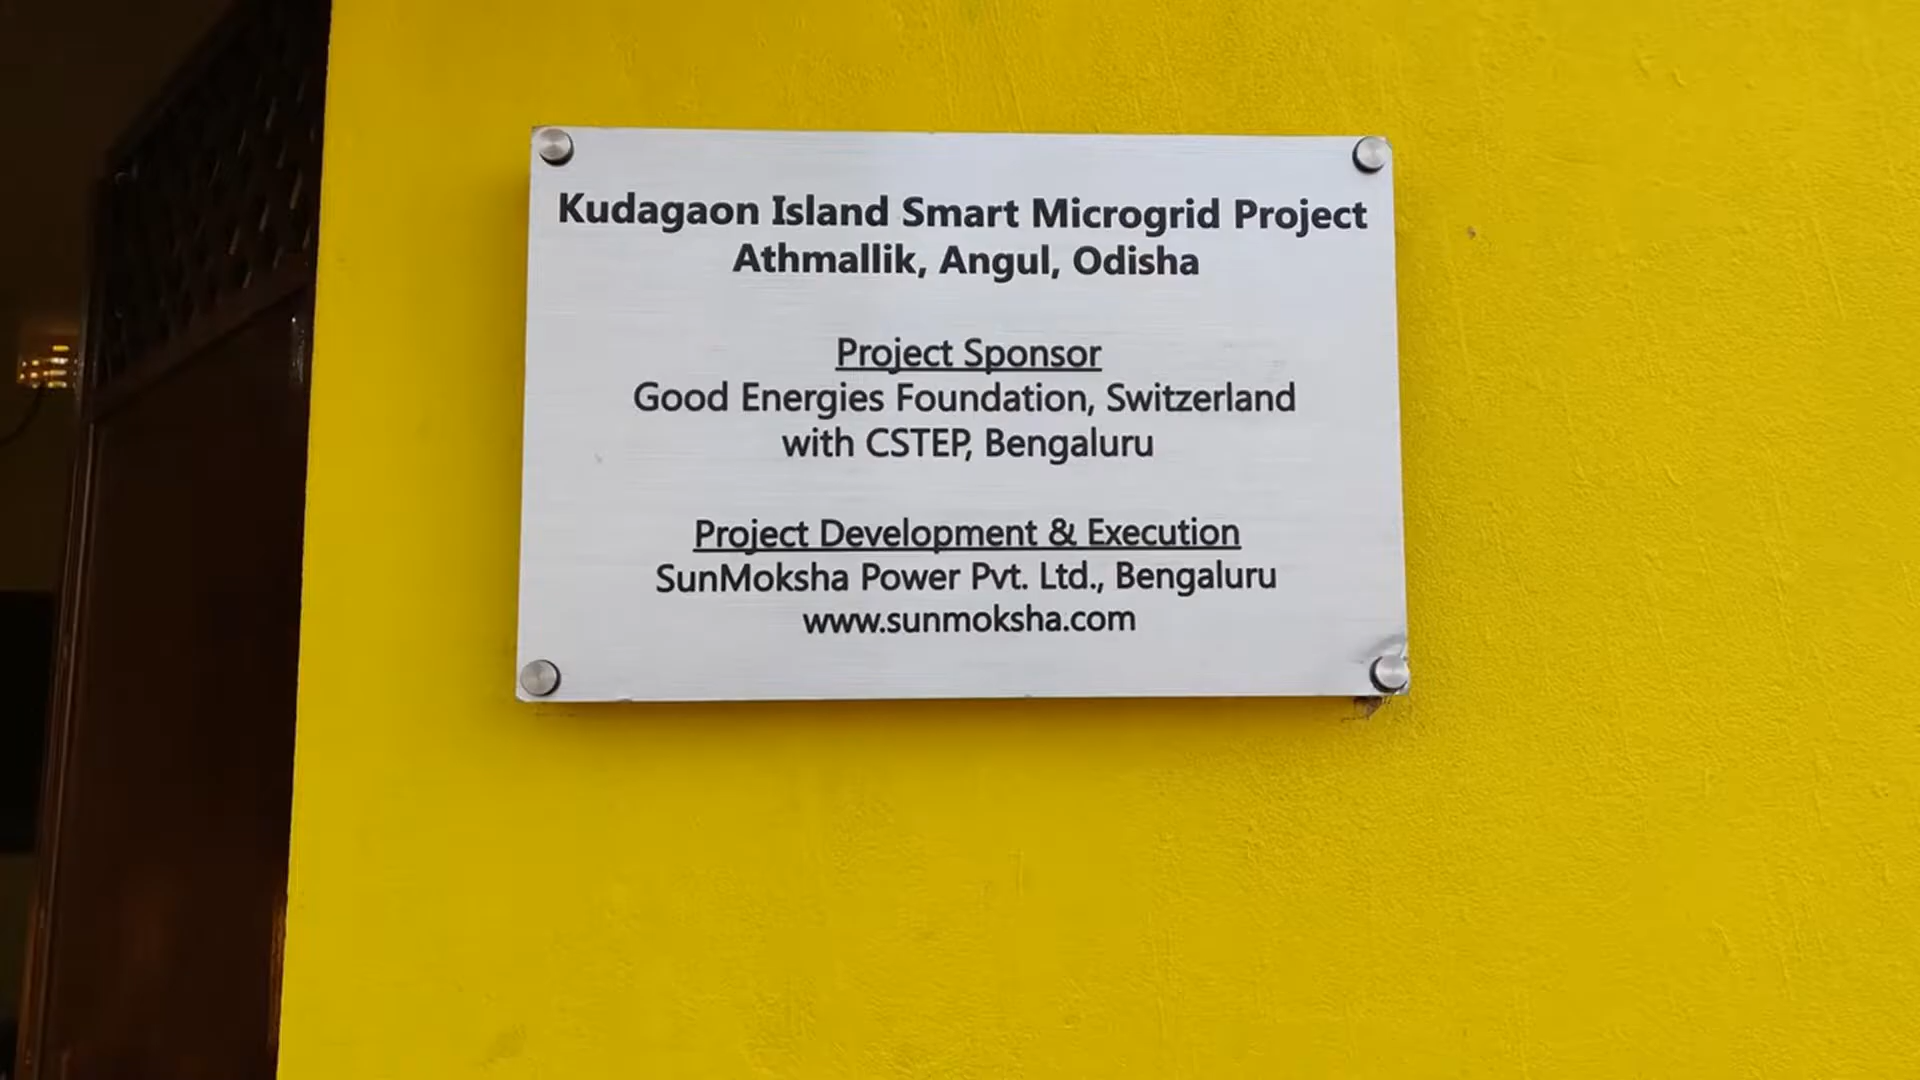 Kudagaon Island Smart Microgrid Project
Athmallik, Angul, Odisha
Project Sponsor
Good Energies Foundation, Switzerland
with CSTEP, Bengaluru
Project Development & Execution
SunMoksha Power Pvt. Ltd., Bengaluru
www.sunmoksha.com